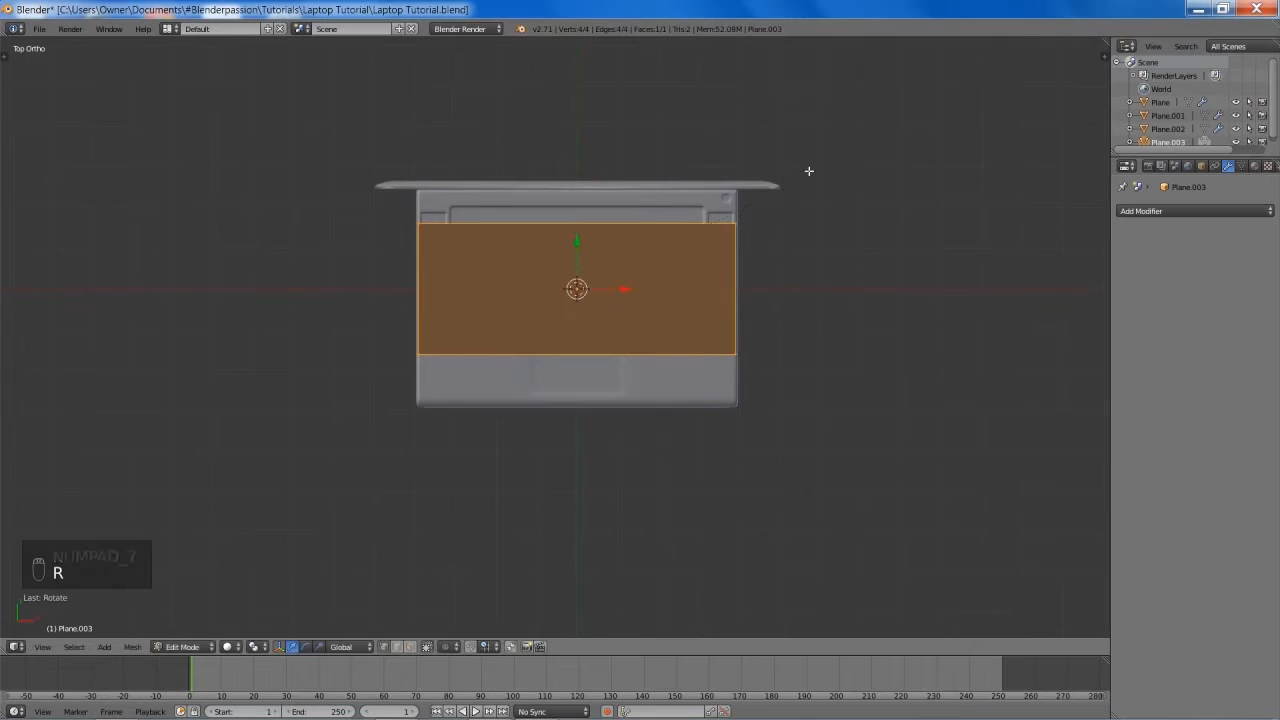 Blender* [C:\Users\Owner\Documents\#Blenderpassion\Tutorials\Laptop Tutorial\Laptop Tutorial.blend]
File Render Window Help Default Scene Blender Render v2.71 | Verts:4/4 | Edges:4/4 | Faces:1/1 | Tris:2 | Mem:52.09M | Plane.003
View Search All Scenes
Top Ortho
Scene
RenderLayers
World
Plane
Plane.001
Plane.002
Plane.003
Plane.003
Add Modifier
NUMPAD_7
R
Last: Rotate
(1) Plane.003
View Select Add Mesh Edit Mode Global
-50 -40 -30 -20 -10 0 10 20 30 40 50 60 70 80 90 100 110 120 130 140 150 160 170 180 190 200 210 220 230 240 250 260 270 280
View Marker Frame Playback Start: 1 End: 250 1 No Sync